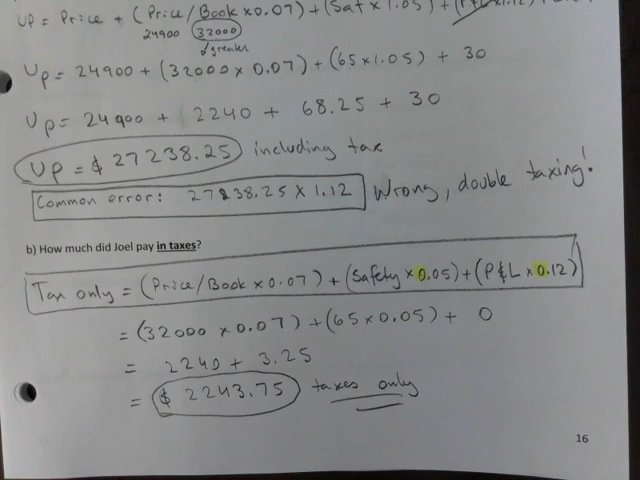 UP = Price + (Price/Book x 0.07) + (Saf x 1.05) +
24900 32000
greater
Up = 24900 + (32000 x 0.07) + (65 x 1.05) + 30
Up = 24900 + 2240 + 68.25 + 30
UP = $ 27238.25 including tax
Common error: 27238.25 x 1.12 Wrong, double taxing!
b) How much did Joel pay in taxes?
Tax only = (Price/Book x 0.07) + (Safety x 0.05) + (P & L x 0.12)
= (32000 x 0.07) + (65 x 0.05) + 0
= 2240 + 3.25
= $ 2243.75 taxes only
16